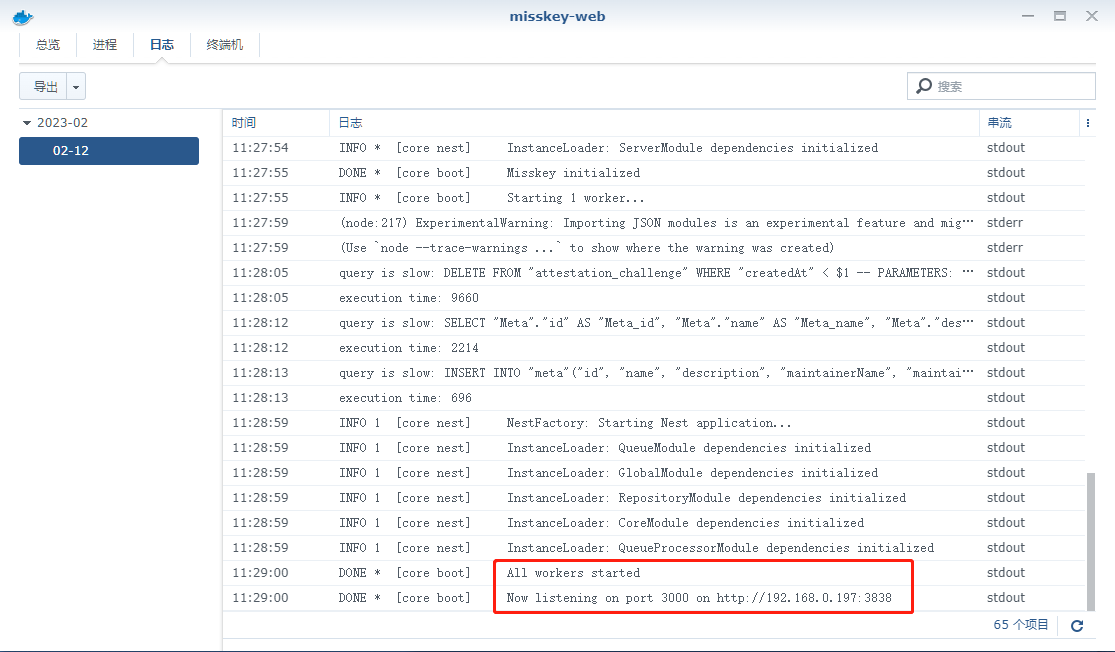 misskey-web
总览 进程 日志 终端机
导出 搜索
2023-02
02-12
时间 日志 串流
11:27:54 INFO * [core nest] InstanceLoader: ServerModule dependencies initialized stdout
11:27:55 DONE * [core boot] Misskey initialized stdout
11:27:55 INFO * [core boot] Starting 1 worker... stdout
11:27:59 (node:217) ExperimentalWarning: Importing JSON modules is an experimental feature and mig… stderr
11:27:59 (Use `node --trace-warnings ...` to show where the warning was created) stderr
11:28:05 query is slow: DELETE FROM "attestation_challenge" WHERE "createdAt" < $1 -- PARAMETERS: … stdout
11:28:05 execution time: 9660 stdout
11:28:12 query is slow: SELECT "Meta"."id" AS "Meta_id", "Meta"."name" AS "Meta_name", "Meta"."des… stdout
11:28:12 execution time: 2214 stdout
11:28:13 query is slow: INSERT INTO "meta"("id", "name", "description", "maintainerName", "maintai… stdout
11:28:13 execution time: 696 stdout
11:28:59 INFO 1 [core nest] NestFactory: Starting Nest application... stdout
11:28:59 INFO 1 [core nest] InstanceLoader: QueueModule dependencies initialized stdout
11:28:59 INFO 1 [core nest] InstanceLoader: GlobalModule dependencies initialized stdout
11:28:59 INFO 1 [core nest] InstanceLoader: RepositoryModule dependencies initialized stdout
11:28:59 INFO 1 [core nest] InstanceLoader: CoreModule dependencies initialized stdout
11:28:59 INFO 1 [core nest] InstanceLoader: QueueProcessorModule dependencies initialized stdout
11:29:00 DONE * [core boot] All workers started stdout
11:29:00 DONE * [core boot] Now listening on port 3000 on http://192.168.0.197:3838 stdout
65 个项目